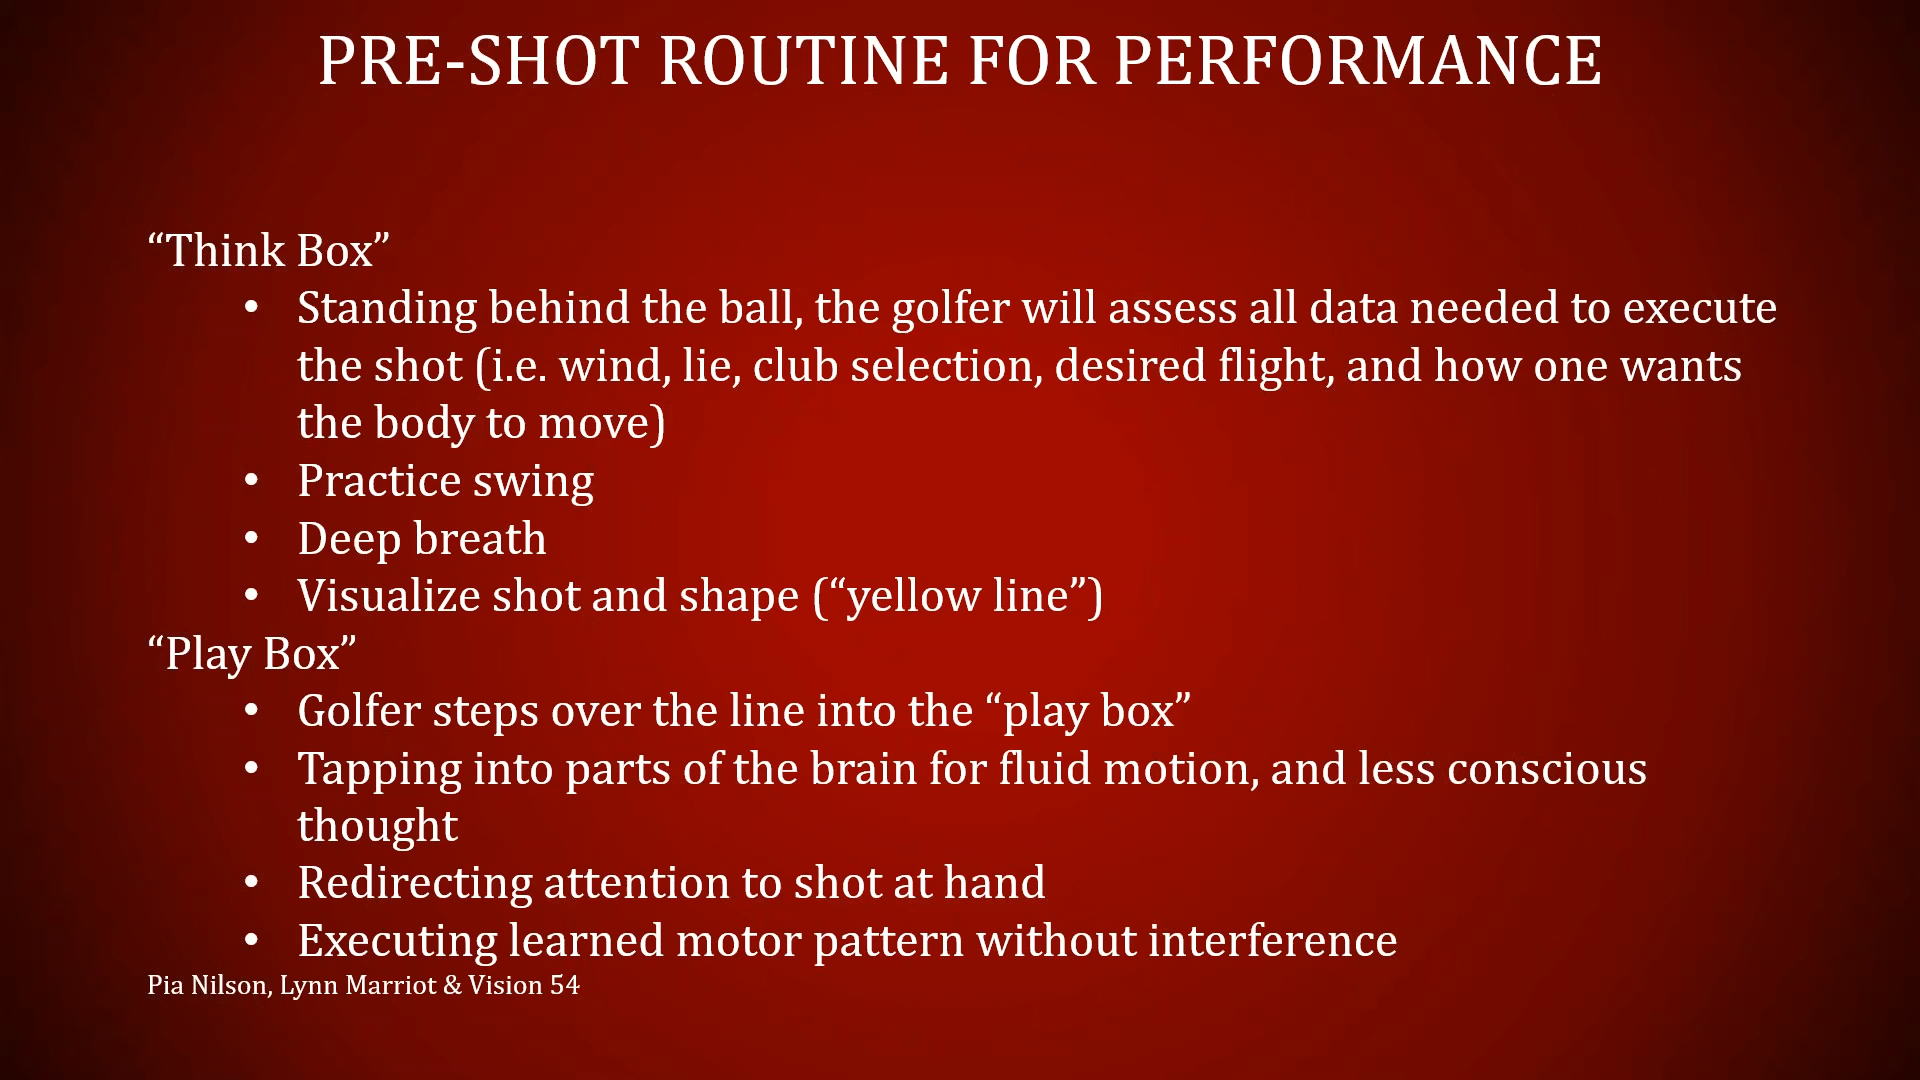 PRE-SHOT ROUTINE FOR PERFORMANCE
“Think Box”
• Standing behind the ball, the golfer will assess all data needed to execute
the shot (i.e. wind, lie, club selection, desired flight, and how one wants
the body to move)
• Practice swing
• Deep breath
• Visualize shot and shape (“yellow line”)
“Play Box”
• Golfer steps over the line into the “play box”
• Tapping into parts of the brain for fluid motion, and less conscious
thought
• Redirecting attention to shot at hand
• Executing learned motor pattern without interference
Pia Nilson, Lynn Marriot & Vision 54